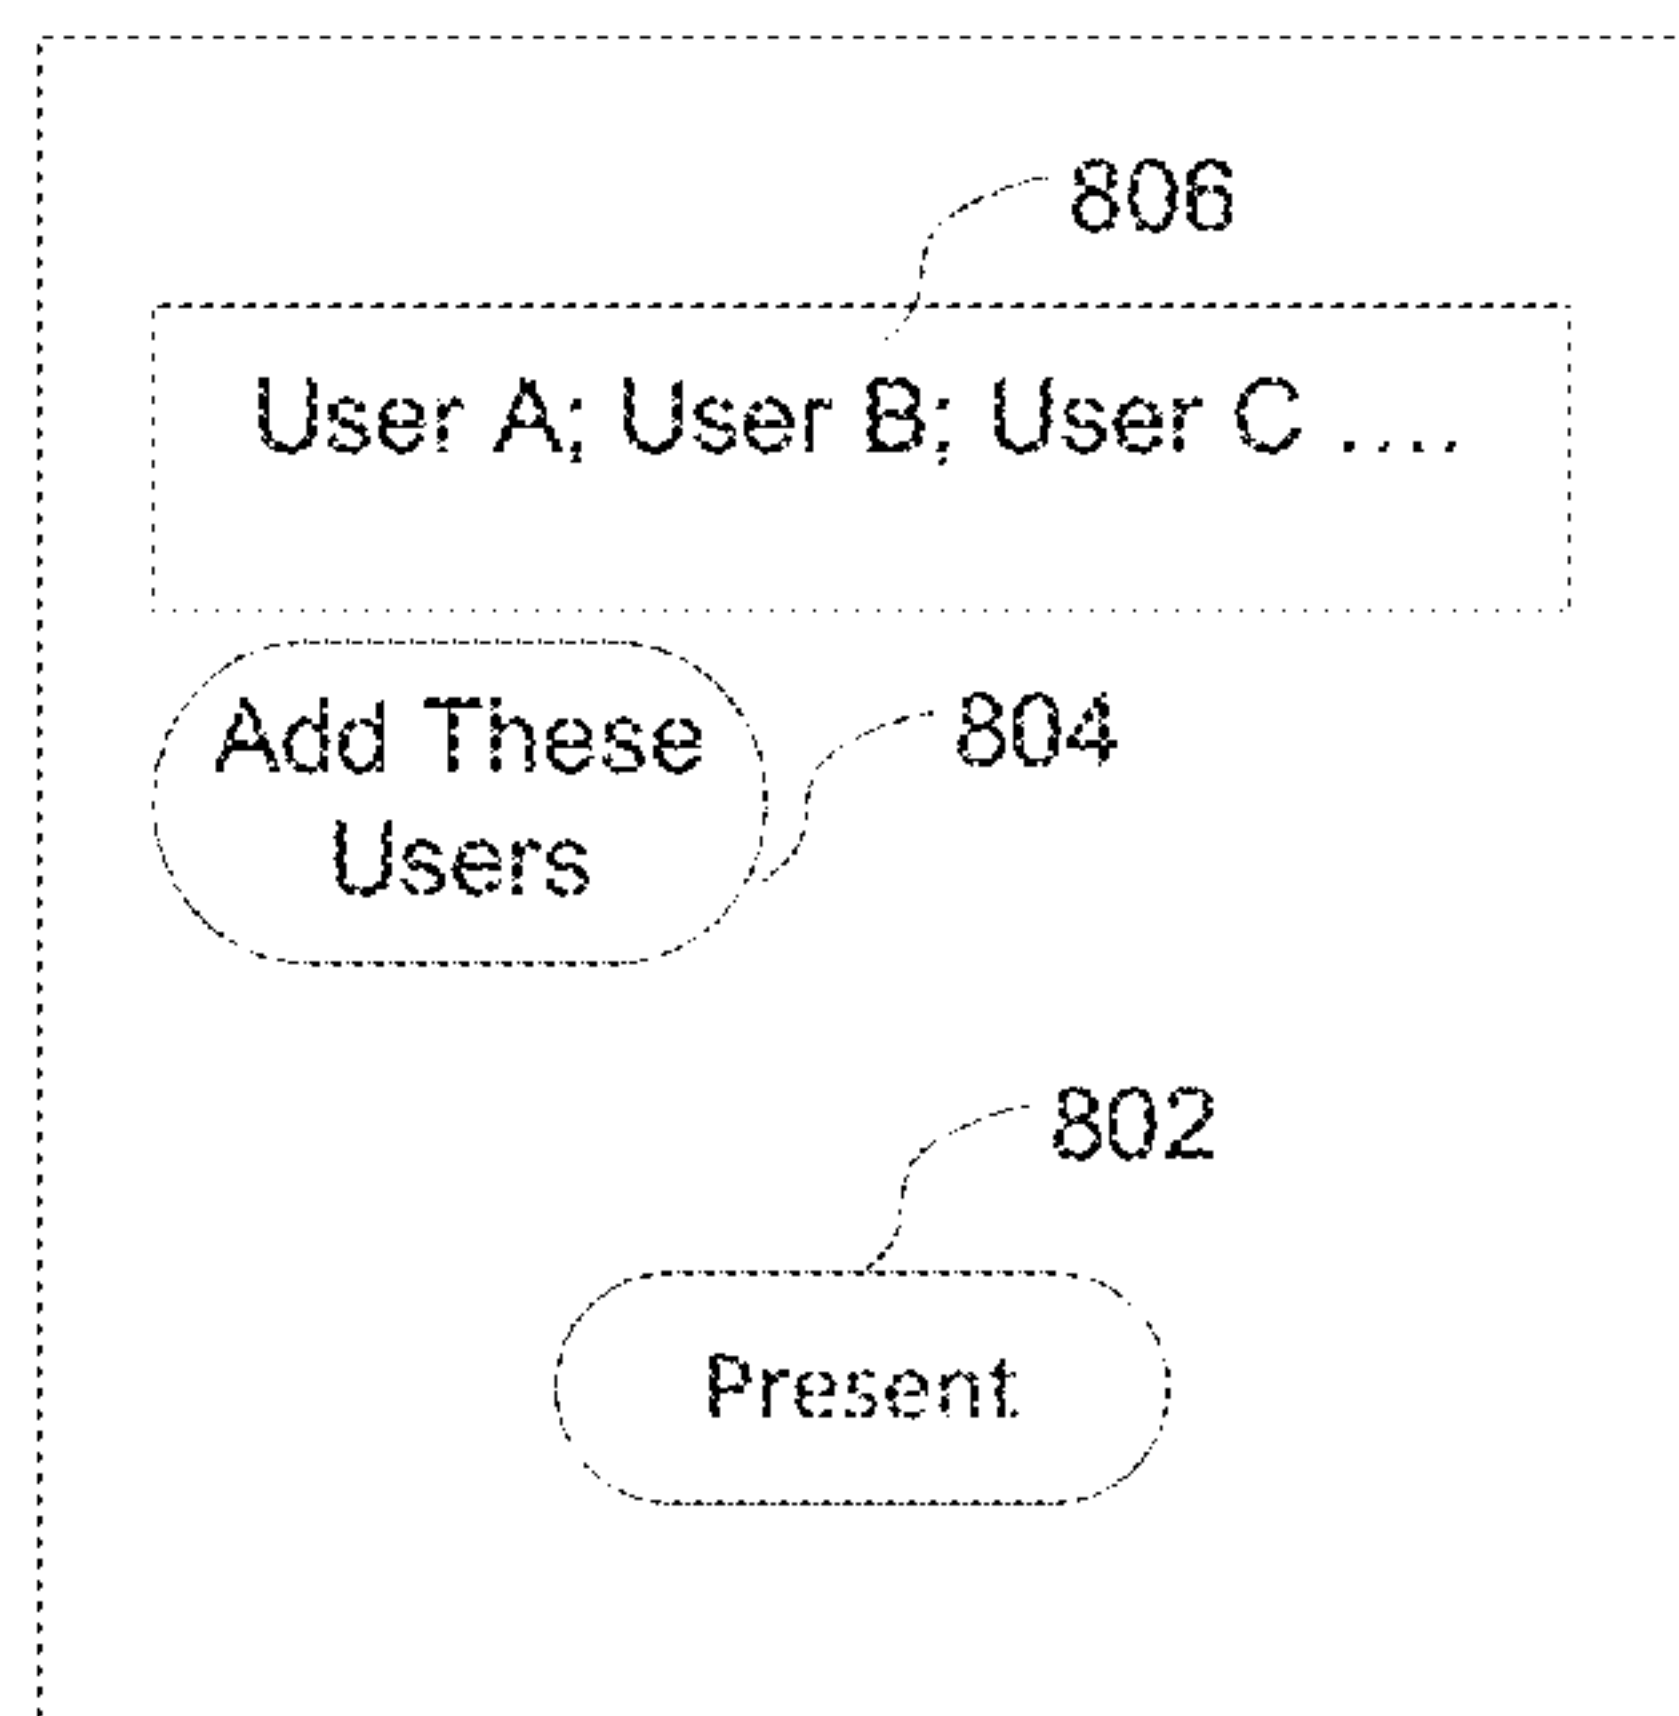 806
User A; User B; User C ....
Add These
Users
804
802
Present